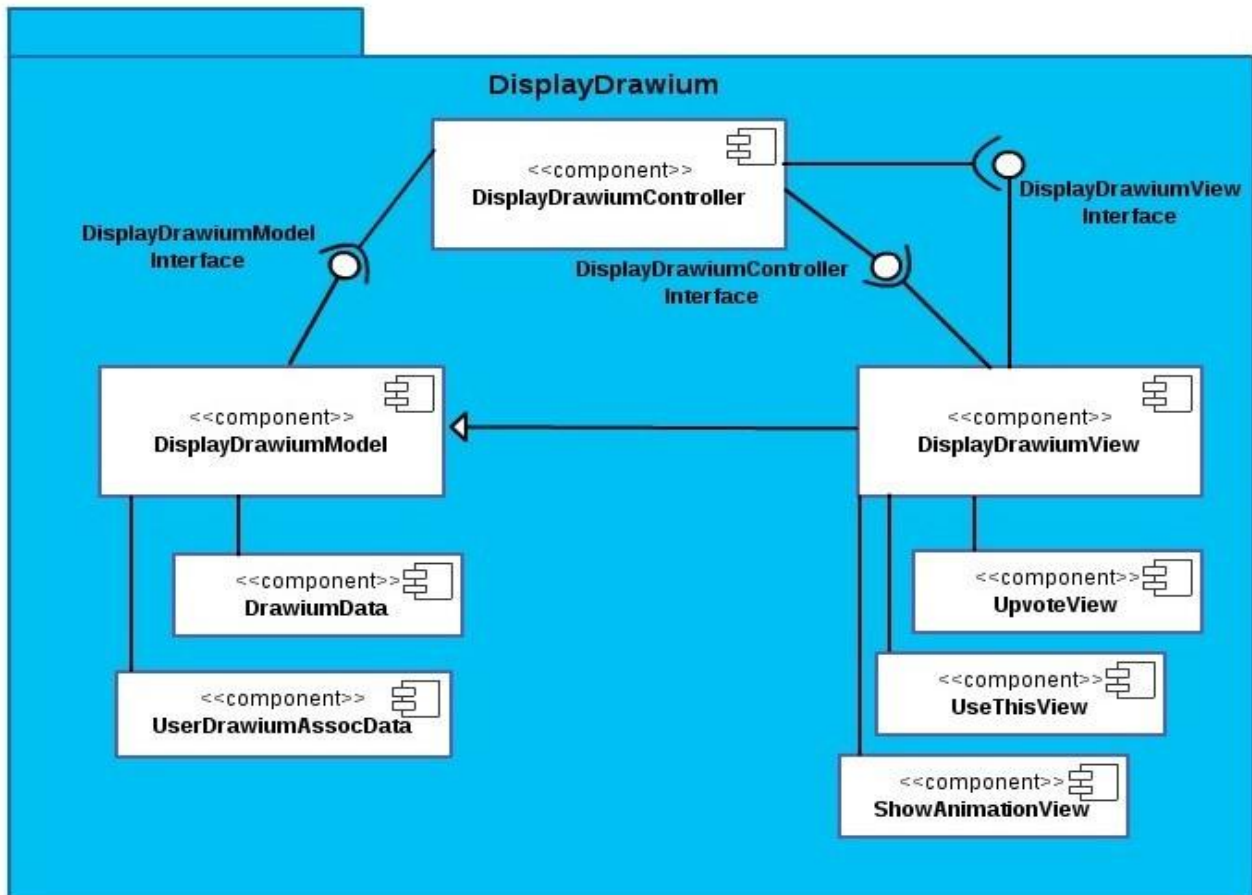 DisplayDrawium
<<component>>
DisplayDrawiumController
DisplayDrawiumView
Interface
DisplayDrawiumModel
Interface
DisplayDrawiumController
Interface
<<component>>
DisplayDrawiumModel
<<component>>
DisplayDrawiumView
<<component>>
DrawiumData
<<component>>
UpvoteView
<<component>>
UserDrawiumAssocData
<<component>>
UseThisView
<<component>>
ShowAnimationView